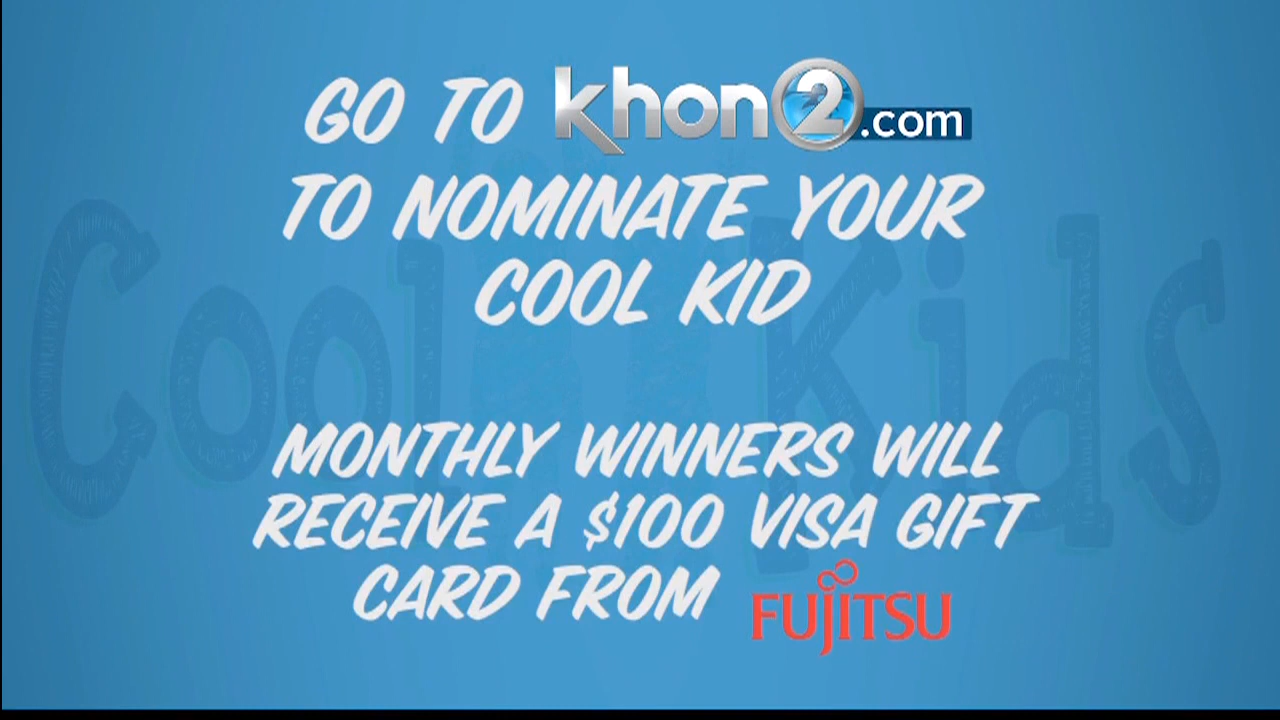 GO TO khon2.com
TO NOMINATE YOUR
COOL KID
Cool Kids
MONTHLY WINNERS WILL
RECEIVE A $100 VISA GIFT
CARD FROM FUJITSU